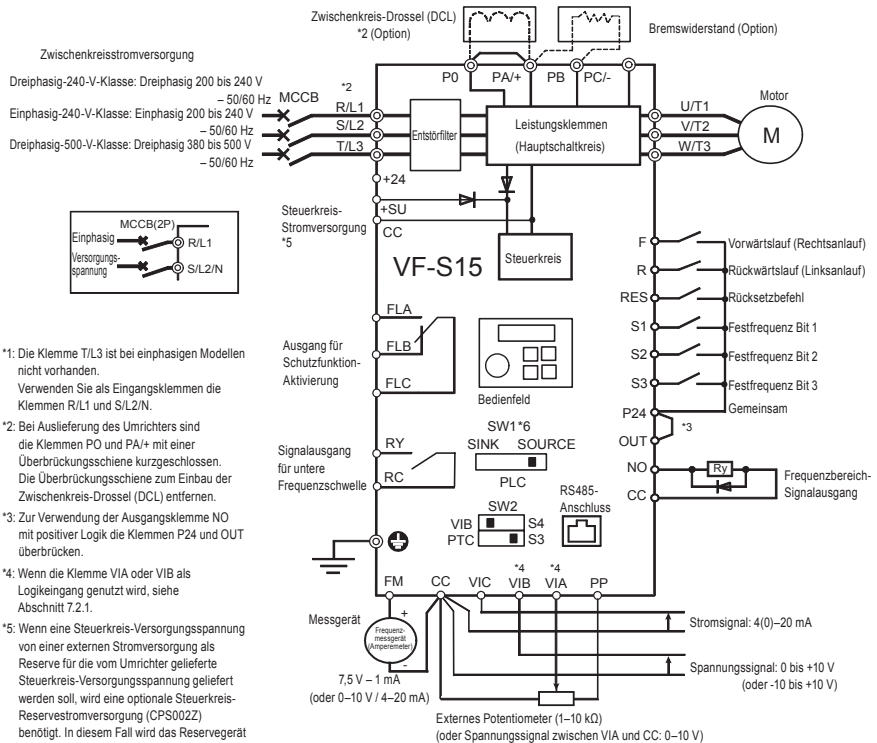 Zwischenkreis-Drossel (DCL)
*2 (Option)
Bremswiderstand (Option)
Zwischenkreisstromversorgung
Dreiphasig-240-V-Klasse: Dreiphasig 200 bis 240 V
– 50/60 Hz
Einphasig-240-V-Klasse: Einphasig 200 bis 240 V
– 50/60 Hz
Dreiphasig-500-V-Klasse: Dreiphasig 380 bis 500 V
– 50/60 Hz
MCCB
*2
R/L1
S/L2
T/L3
P0
PA/+
PB
PC/-
Entstörfilter
Leistungsklemmen
(Hauptschaltkreis)
U/T1
V/T2
W/T3
Motor
M
+24
+SU
CC
Steuerkreis-
Stromversorgung
*5
VF-S15
Steuerkreis
MCCB(2P)
Einphasig
Versorgungs-
spannung
R/L1
S/L2/N
F
Vorwärtslauf (Rechtsanlauf)
R
Rückwärtslauf (Linksanlauf)
RES
Rücksetzbefehl
S1
Festfrequenz Bit 1
S2
Festfrequenz Bit 2
S3
Festfrequenz Bit 3
P24
Gemeinsam
*3
OUT
NO
Ry
CC
Frequenzbereich-
Signalausgang
FLA
FLB
FLC
Ausgang für
Schutzfunktion-
Aktivierung
Bedienfeld
SW1*6
SINK
SOURCE
PLC
RY
RC
Signalausgang
für untere
Frequenzschwelle
SW2
VIB
S4
PTC
S3
RS485-
Anschluss
FM
CC
VIC
*4
VIB
*4
VIA
PP
Messgerät
+
Frequenz-
messgerät
(Amperemeter)
-
7,5 V – 1 mA
(oder 0–10 V / 4–20 mA)
Stromsignal: 4(0)–20 mA
Spannungssignal: 0 bis +10 V
(oder -10 bis +10 V)
Externes Potentiometer (1–10 kΩ)
(oder Spannungssignal zwischen VIA und CC: 0–10 V)
*1: Die Klemme T/L3 ist bei einphasigen Modellen
nicht vorhanden.
Verwenden Sie als Eingangsklemmen die
Klemmen R/L1 und S/L2/N.
*2: Bei Auslieferung des Umrichters sind
die Klemmen PO und PA/+ mit einer
Überbrückungsschiene kurzgeschlossen.
Die Überbrückungsschiene zum Einbau der
Zwischenkreis-Drossel (DCL) entfernen.
*3: Zur Verwendung der Ausgangsklemme NO
mit positiver Logik die Klemmen P24 und OUT
überbrücken.
*4: Wenn die Klemme VIA oder VIB als
Logikeingang genutzt wird, siehe
Abschnitt 7.2.1.
*5: Wenn eine Steuerkreis-Versorgungsspannung
von einer externen Stromversorgung als
Reserve für die vom Umrichter gelieferte
Steuerkreis-Versorgungsspannung geliefert
werden soll, wird eine optionale Steuerkreis-
Reservestromversorgung (CPS002Z)
benötigt. In diesem Fall wird das Reservegerät